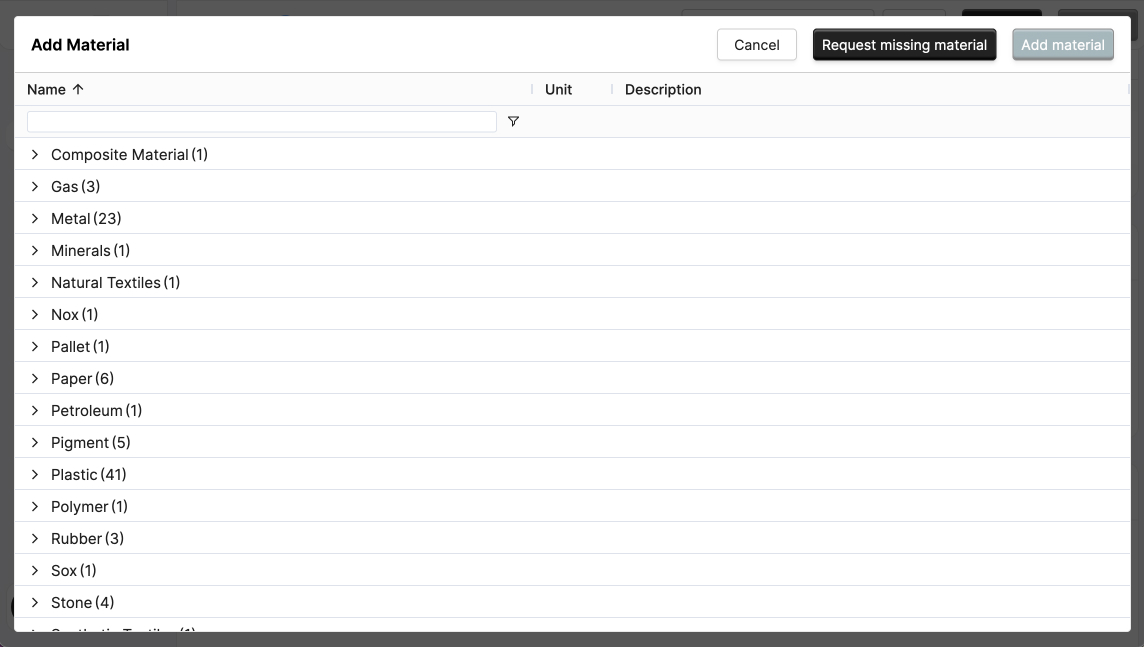 Add Material
Cancel
Request missing material
Add material
Name
Unit
Description
Composite Material (1)
Gas (3)
Metal (23)
Minerals (1)
Natural Textiles (1)
Nox (1)
Pallet (1)
Paper (6)
Petroleum (1)
Pigment (5)
Plastic (41)
Polymer (1)
Rubber (3)
Sox (1)
Stone (4)